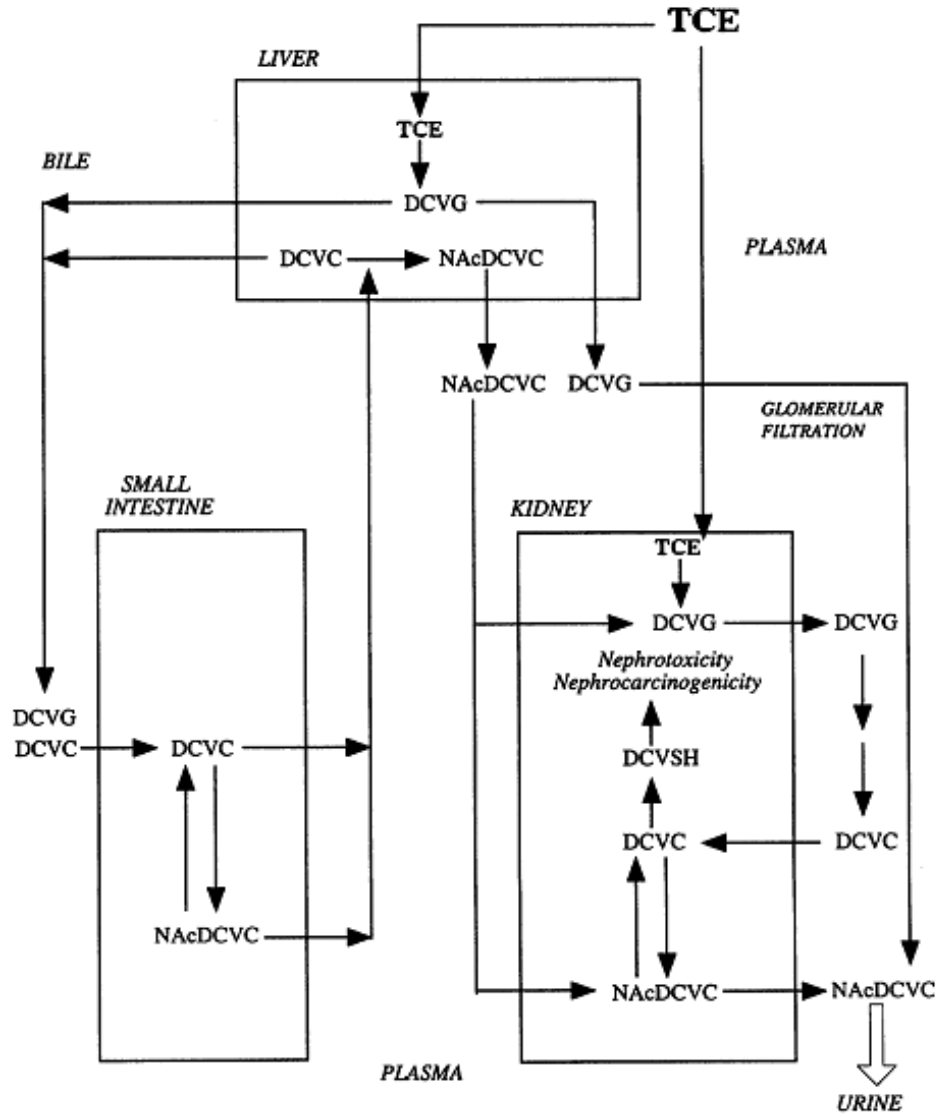 TCE
LIVER
TCE
BILE
DCVG
DCVC NAcDCVC
PLASMA
NAcDCVC DCVG
GLOMERULAR
FILTRATION
SMALL
INTESTINE
KIDNEY
TCE
DCVG DCVG
Nephrotoxicity
Nephrocarcinogenicity
DCVG
DCVC DCVC
DCVSH
DCVC DCVC
NAcDCVC
NAcDCVC NAcDCVC
PLASMA
URINE